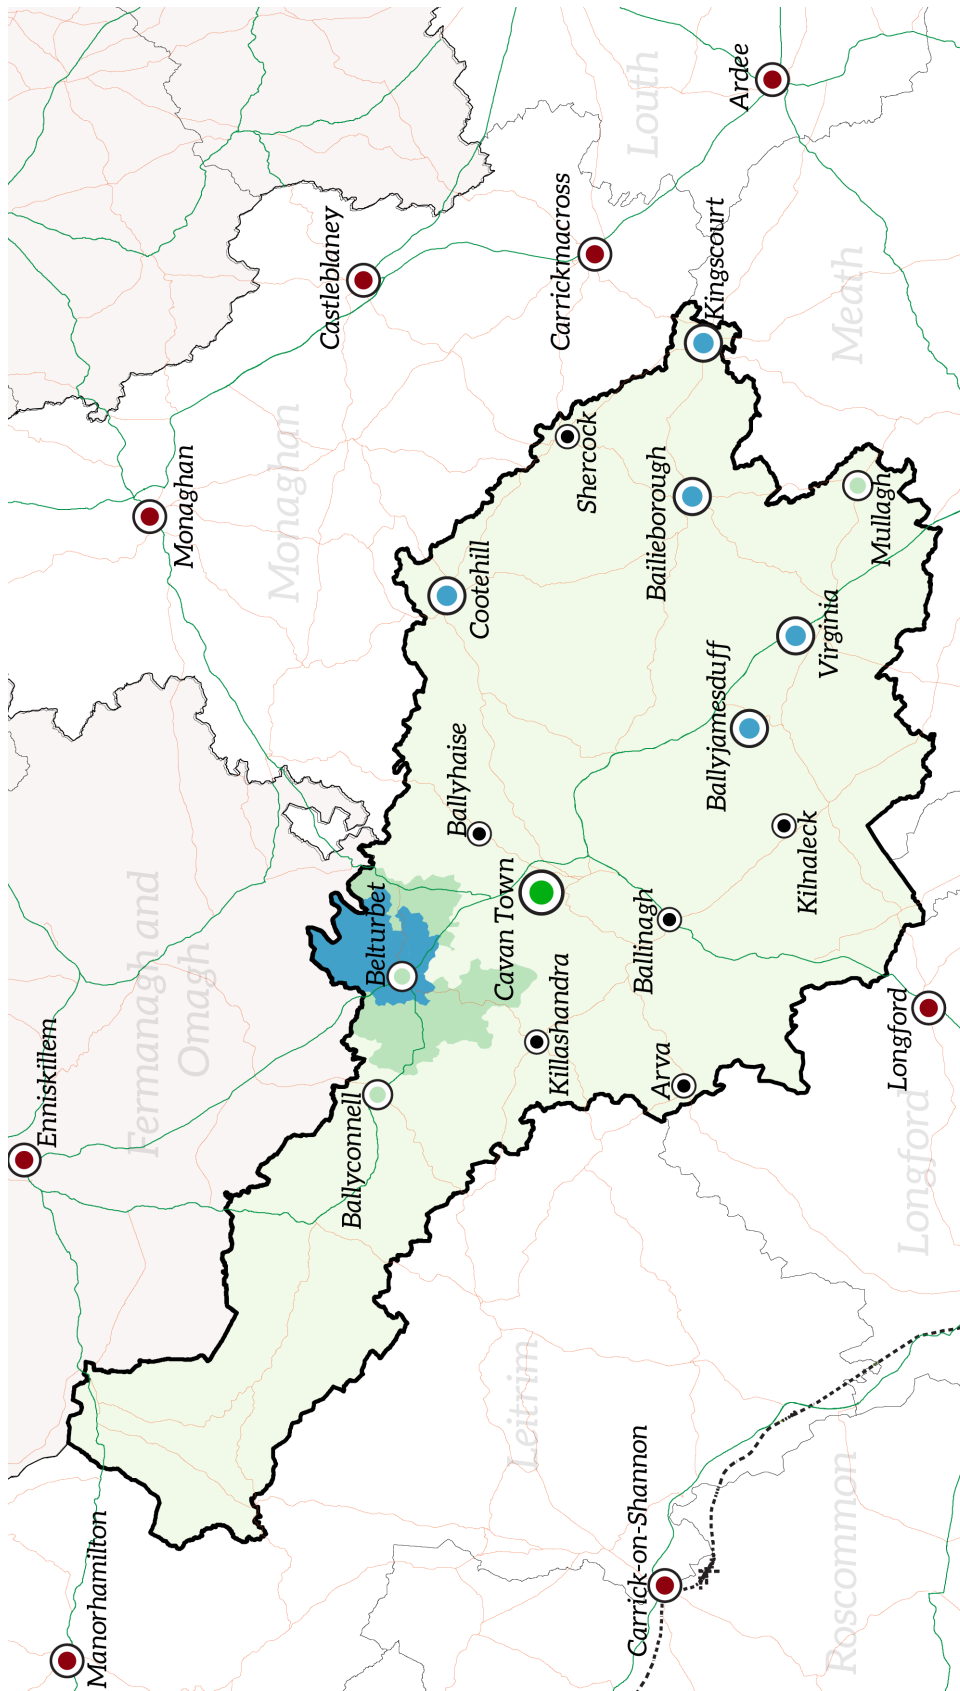 Manorhamilton
Enniskillem
Fermanagh and
Omagh
Monaghan
Monaghan
Castleblaney
Carrickmacross
Louth
Ardee
Meath
Kingscourt
Shercock
Bailieborough
Mullagh
Cootehill
Virginia
Ballyjamesduff
Ballyhaise
Kilnaleck
Cavan Town
Belturbet
Ballinagh
Killashandra
Arva
Ballyconnell
Longford
Longford
Leitrim
Carrick-on-Shannon
Roscommon